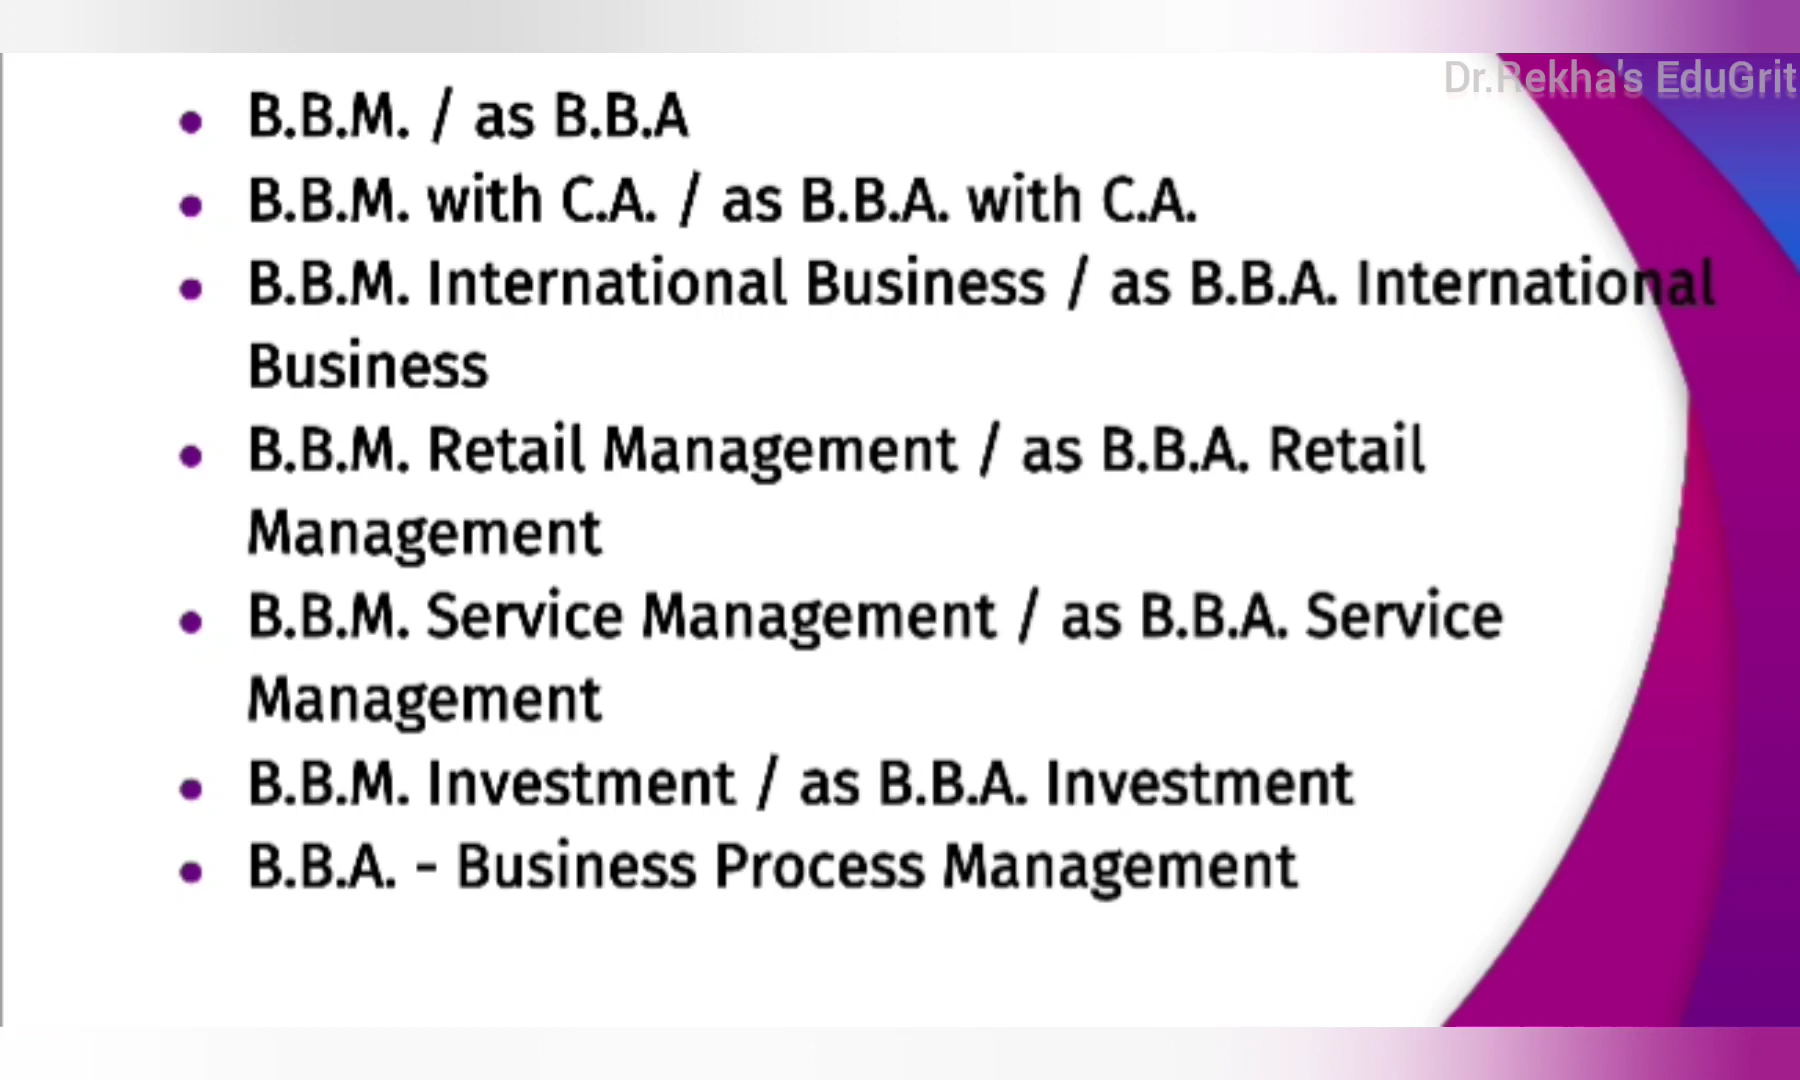 Dr.Rekha's EduGrit
• B.B.M. / as B.B.A
• B.B.M. with C.A. / as B.B.A. with C.A.
• B.B.M. International Business / as B.B.A. International
Business
• B.B.M. Retail Management / as B.B.A. Retail
Management
• B.B.M. Service Management / as B.B.A. Service
Management
• B.B.M. Investment / as B.B.A. Investment
• B.B.A. - Business Process Management